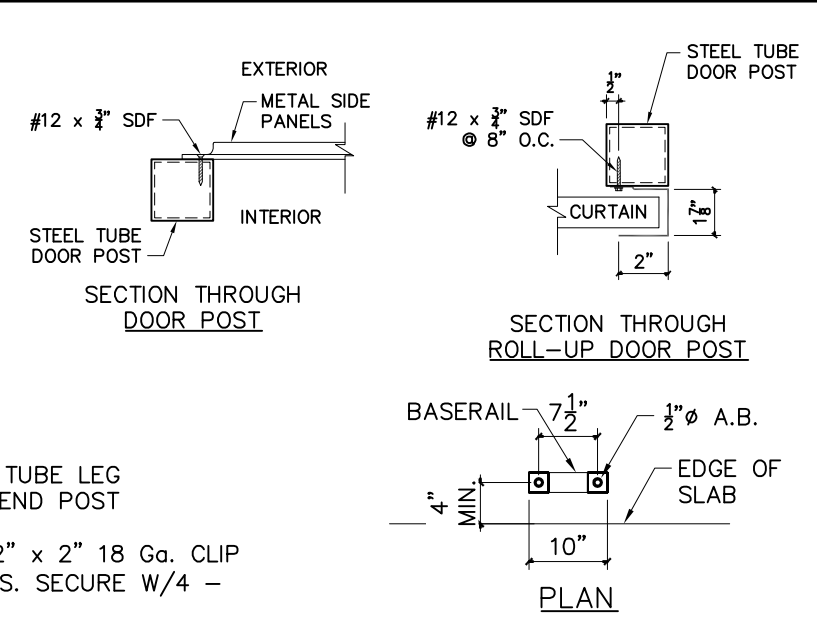 EXTERIOR
#12 x 3/4" SDF
METAL SIDE
PANELS
INTERIOR
STEEL TUBE
DOOR POST
SECTION THROUGH
DOOR POST
STEEL TUBE
DOOR POST
1/2"
#12 x 3/4" SDF
@ 8" O.C.
CURTAIN
1 7/8"
2"
SECTION THROUGH
ROLL-UP DOOR POST
BASERAIL
7 1/2"
1/2"ø A.B.
EDGE OF
SLAB
4"
MIN.
10"
PLAN
TUBE LEG
END POST
2" x 2" 18 Ga. CLIP
S. SECURE W/4 –